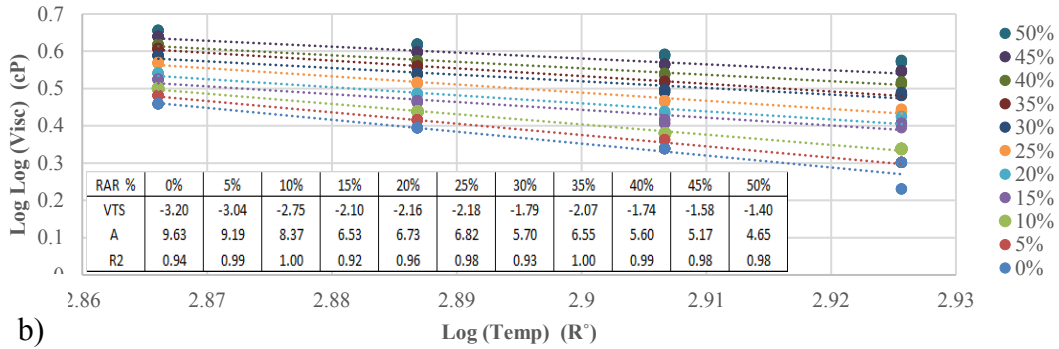 0.7
0.6
0.5
0.4
0.3
0.2
0.1
0
Log Log (Visc) (cP)
RAR % 0% 5% 10% 15% 20% 25% 30% 35% 40% 45% 50%
VTS -3.20 -3.04 -2.75 -2.10 -2.16 -2.18 -1.79 -2.07 -1.74 -1.58 -1.40
A 9.63 9.19 8.37 6.53 6.73 6.82 5.70 6.55 5.60 5.17 4.65
R2 0.94 0.99 1.00 0.92 0.96 0.98 0.93 1.00 0.99 0.98 0.98
2.86 2.87 2.88 2.89 2.9 2.91 2.92 2.93
Log (Temp) (R°)
b)
50%
45%
40%
35%
30%
25%
20%
15%
10%
5%
0%